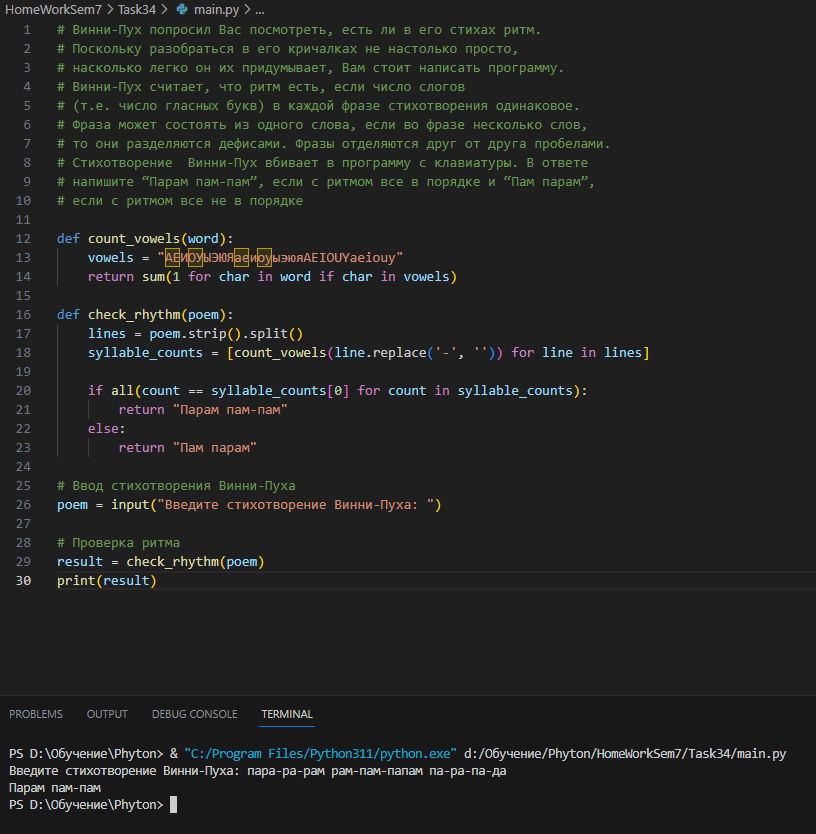 HomeWorkSem7 > Task34 > main.py > ...
1 # Винни-Пух попросил Вас посмотреть, есть ли в его стихах ритм.
2 # Поскольку разобраться в его кричалках не настолько просто,
3 # насколько легко он их придумывает, Вам стоит написать программу.
4 # Винни-Пух считает, что ритм есть, если число слогов
5 # (т.е. число гласных букв) в каждой фразе стихотворения одинаковое.
6 # Фраза может состоять из одного слова, если во фразе несколько слов,
7 # то они разделяются дефисами. Фразы отделяются друг от друга пробелами.
8 # Стихотворение  Винни-Пух вбивает в программу с клавиатуры. В ответе
9 # напишите “Парам пам-пам”, если с ритмом все в порядке и “Пам парам”,
10 # если с ритмом все не в порядке
11
12 def count_vowels(word):
13     vowels = "АЕИОУЫЭЮЯаеиоуыэюяAEIOUYaeiouy"
14     return sum(1 for char in word if char in vowels)
15
16 def check_rhythm(poem):
17     lines = poem.strip().split()
18     syllable_counts = [count_vowels(line.replace('-', '')) for line in lines]
19
20     if all(count == syllable_counts[0] for count in syllable_counts):
21         return "Парам пам-пам"
22     else:
23         return "Пам парам"
24
25 # Ввод стихотворения Винни-Пуха
26 poem = input("Введите стихотворение Винни-Пуха: ")
27
28 # Проверка ритма
29 result = check_rhythm(poem)
30 print(result)
PROBLEMS OUTPUT DEBUG CONSOLE TERMINAL
PS D:\Обучение\Phyton> & "C:/Program Files/Python311/python.exe" d:/Обучение/Phyton/HomeWorkSem7/Task34/main.py
Введите стихотворение Винни-Пуха: пара-ра-рам рам-пам-папам па-ра-па-да
Парам пам-пам
PS D:\Обучение\Phyton>